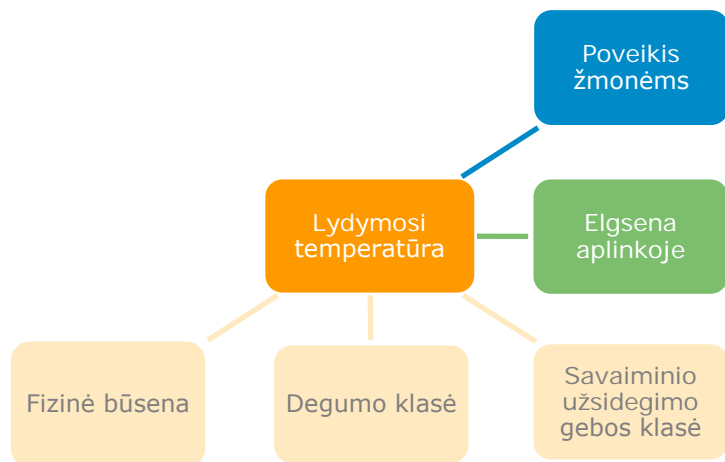 Poveikis
žmonėms
Lydymosi
temperatūra
Elgsena
aplinkoje
Fizinė būsena
Degumo klasė
Savaiminio
užsidegimo
gebos klasė